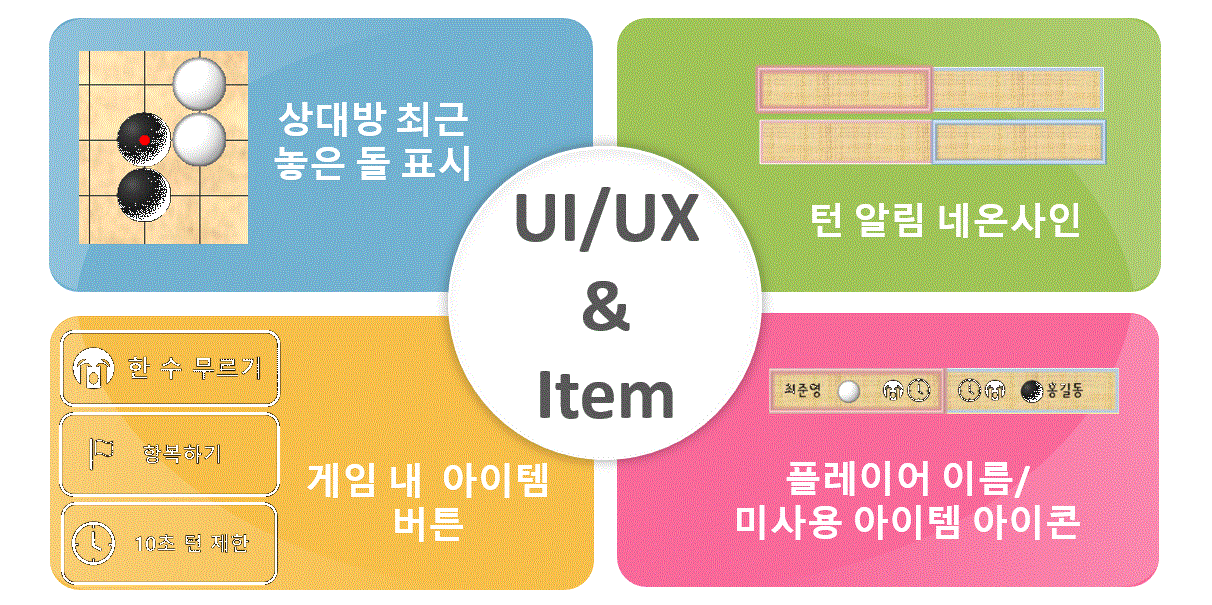 상대방 최근
놓은 돌 표시
턴 알림 네온사인
UI/UX
&
Item
한 수 무르기
항복하기
10초 턴 제한
게임 내 아이템
버튼
최준영
홍길동
플레이어 이름/
미사용 아이템 아이콘